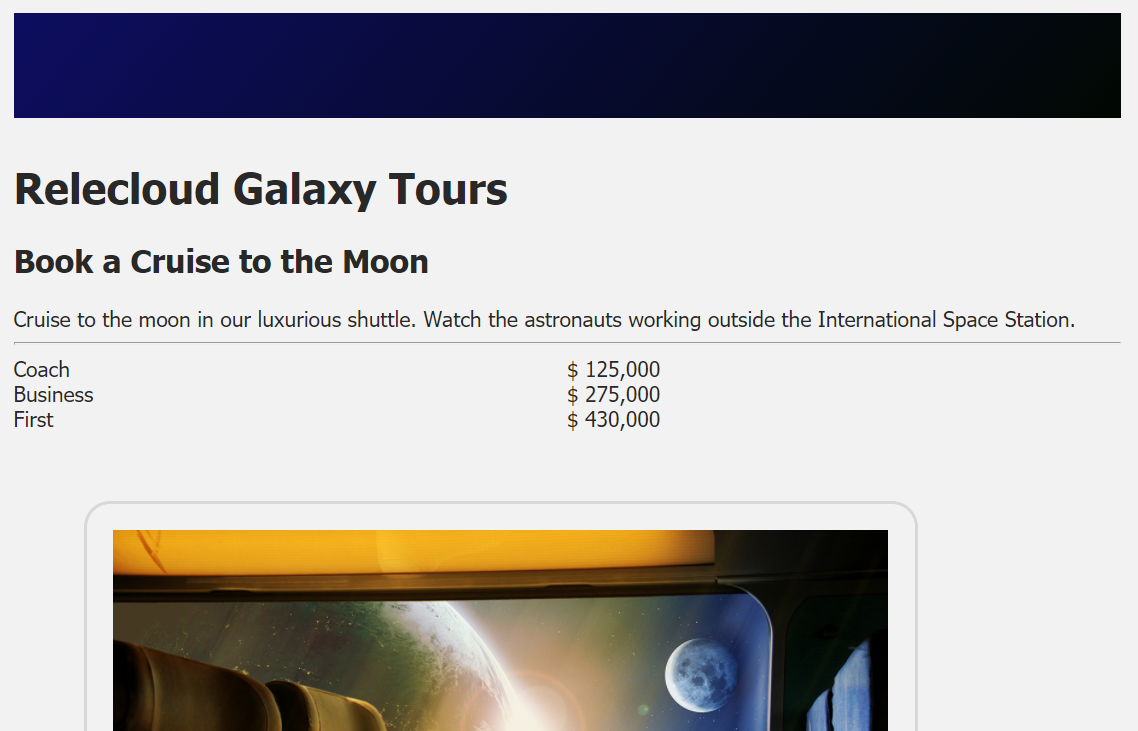 Relecloud Galaxy Tours
Book a Cruise to the Moon
Cruise to the moon in our luxurious shuttle. Watch the astronauts working outside the International Space Station.
Coach $ 125,000
Business $ 275,000
First $ 430,000